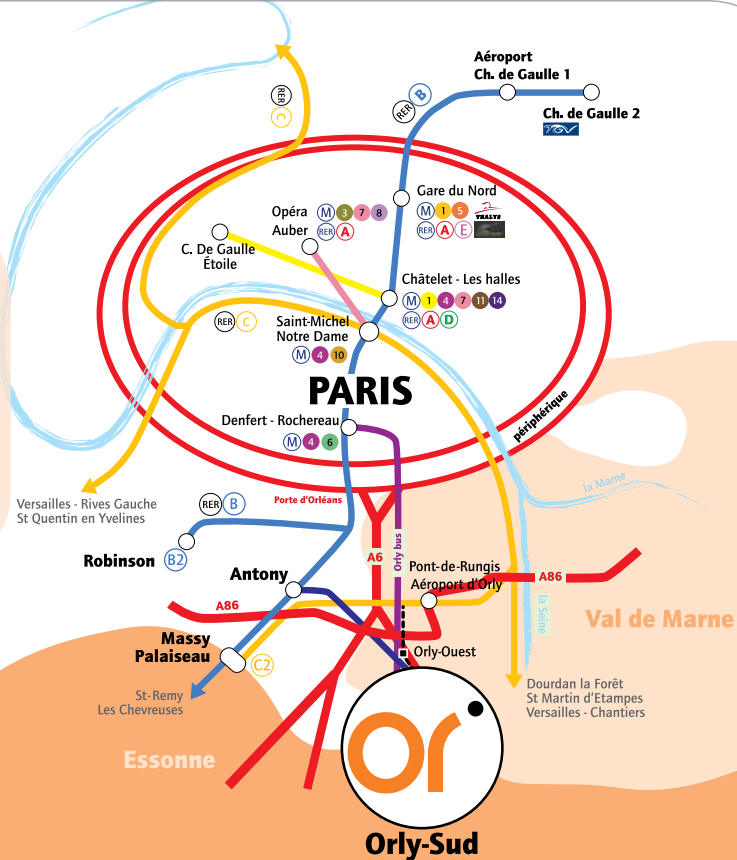 Aéroport
Ch. de Gaulle 1
Ch. de Gaulle 2
TGV
RER B
RER C
Gare du Nord
M 1 5
THALYS
RER A E
Opéra
M 3 7 8
Auber
RER A
C. De Gaulle
Étoile
Châtelet - Les halles
M 1 4 7 11 14
RER A D
RER C
Saint-Michel
Notre Dame
M 4 10
PARIS
périphérique
Denfert - Rochereau
M 4 6
la Marne
Porte d'Orléans
Versailles - Rives Gauche
St Quentin en Yvelines
RER B
Robinson
B2
A6
Orly bus
Pont-de-Rungis
Aéroport d'Orly
A86
Antony
A86
la Seine
Val de Marne
Massy
Palaiseau
C2
Orly-Ouest
St-Remy
Les Chevreuses
Dourdan la Forêt
St Martin d'Etampes
Versailles - Chantiers
Essonne
or
Orly-Sud